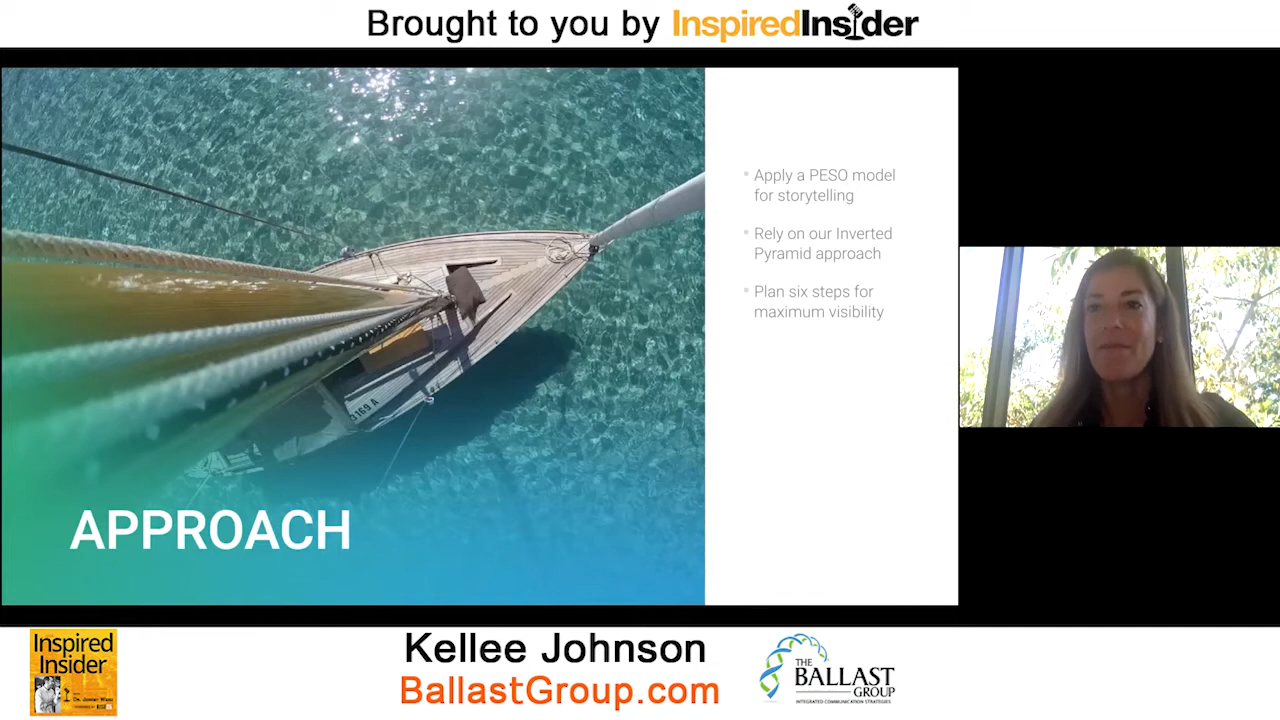 Brought to you by InspiredInsider
Apply a PESO model
for storytelling
Rely on our Inverted
Pyramid approach
Plan six steps for
maximum visibility
3169 A
APPROACH
Inspired
Insider
Kellee Johnson
BallastGroup.com
THE
BALLAST
GROUP
INTEGRATED COMMUNICATION STRATEGIES